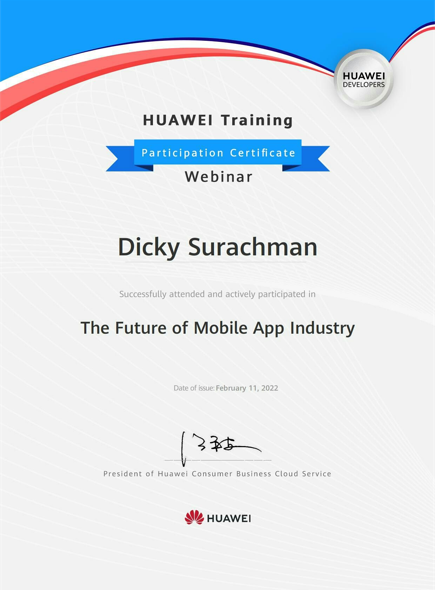 HUAWEI
DEVELOPERS
HUAWEI Training
Participation Certificate
Webinar
Dicky Surachman
Successfully attended and actively participated in
The Future of Mobile App Industry
Date of Issue: February 11, 2022
President of Huawei Consumer Business Cloud Service
HUAWEI